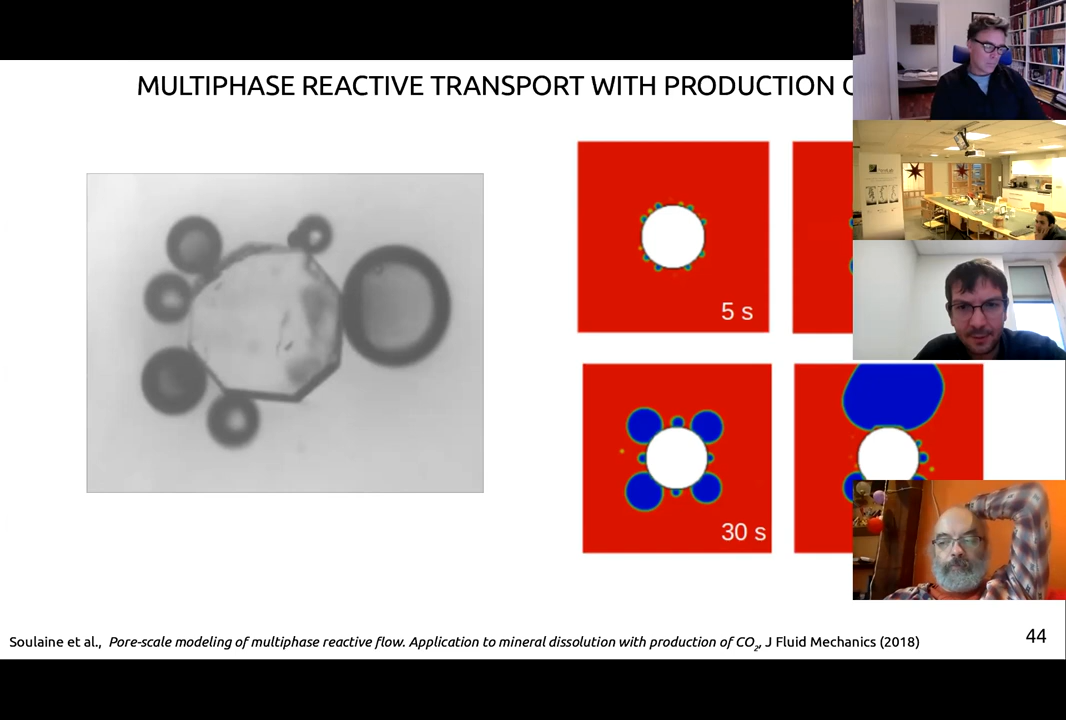 MULTIPHASE REACTIVE TRANSPORT WITH PRODUCTION
5 s
30 s
Soulaine et al., Pore-scale modeling of multiphase reactive flow. Application to mineral dissolution with production of CO₂, J Fluid Mechanics (2018)
44